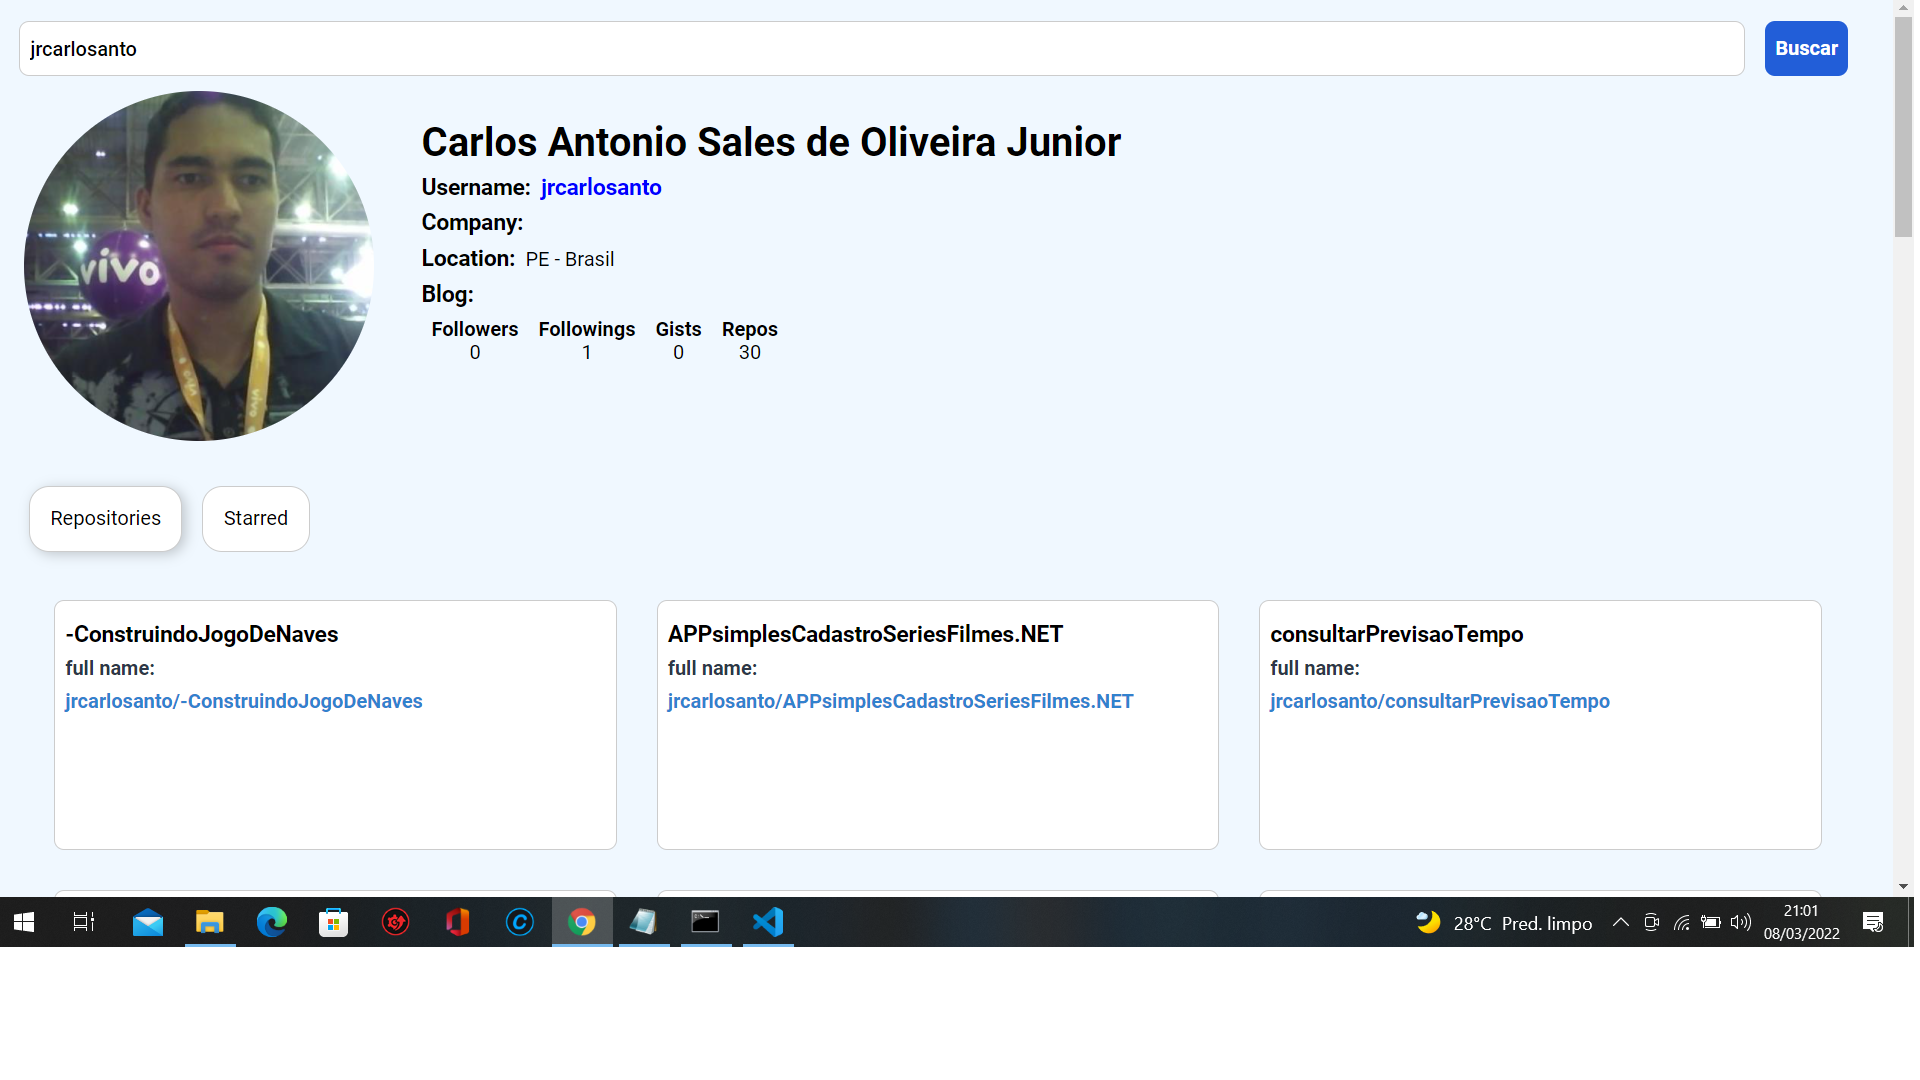 jrcarlosanto
Buscar
vivo
vivo
Carlos Antonio Sales de Oliveira Junior
Username: jrcarlosanto
Company:
Location: PE - Brasil
Blog:
Followers Followings Gists Repos
0 1 0 30
Repositories Starred
-ConstruindoJogoDeNaves
full name:
jrcarlosanto/-ConstruindoJogoDeNaves
APPsimplesCadastroSeriesFilmes.NET
full name:
jrcarlosanto/APPsimplesCadastroSeriesFilmes.NET
consultarPrevisaoTempo
full name:
jrcarlosanto/consultarPrevisaoTempo
28°C Pred. limpo
21:01
08/03/2022